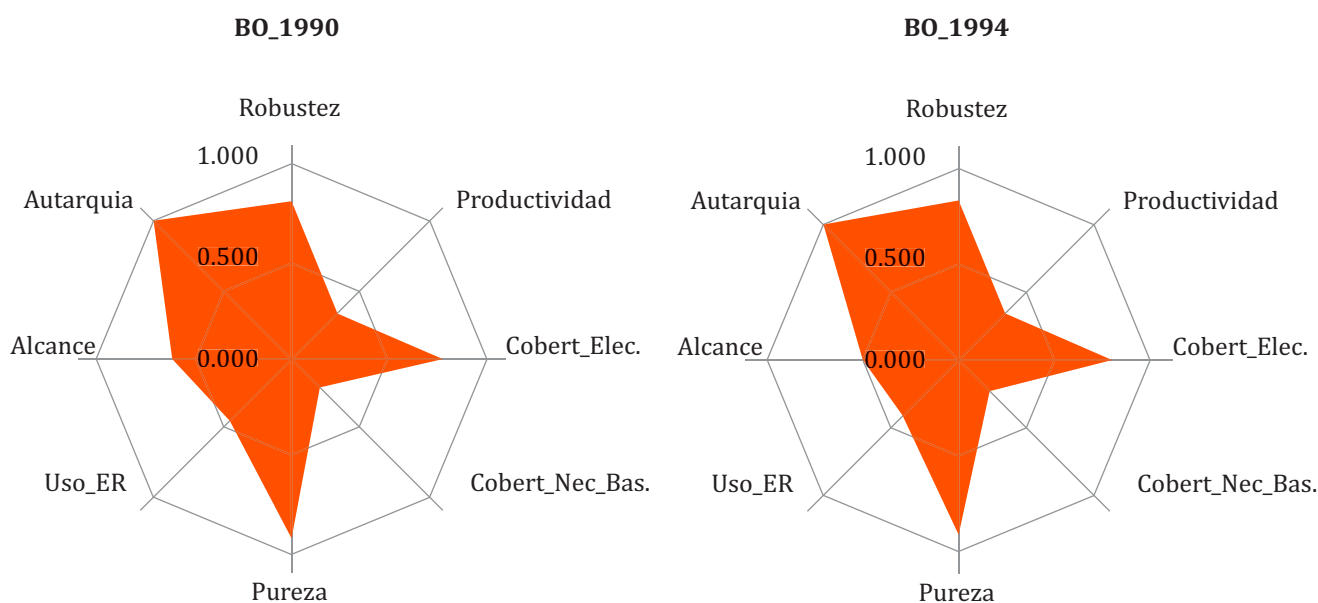 BO_1990
Robustez
1.000
Autarquia
Productividad
0.500
Alcance
0.000
Cobert_Elec.
Uso_ER
Cobert_Nec_Bas.
Pureza
BO_1994
Robustez
1.000
Autarquia
Productividad
0.500
Alcance
0.000
Cobert_Elec.
Uso_ER
Cobert_Nec_Bas.
Pureza